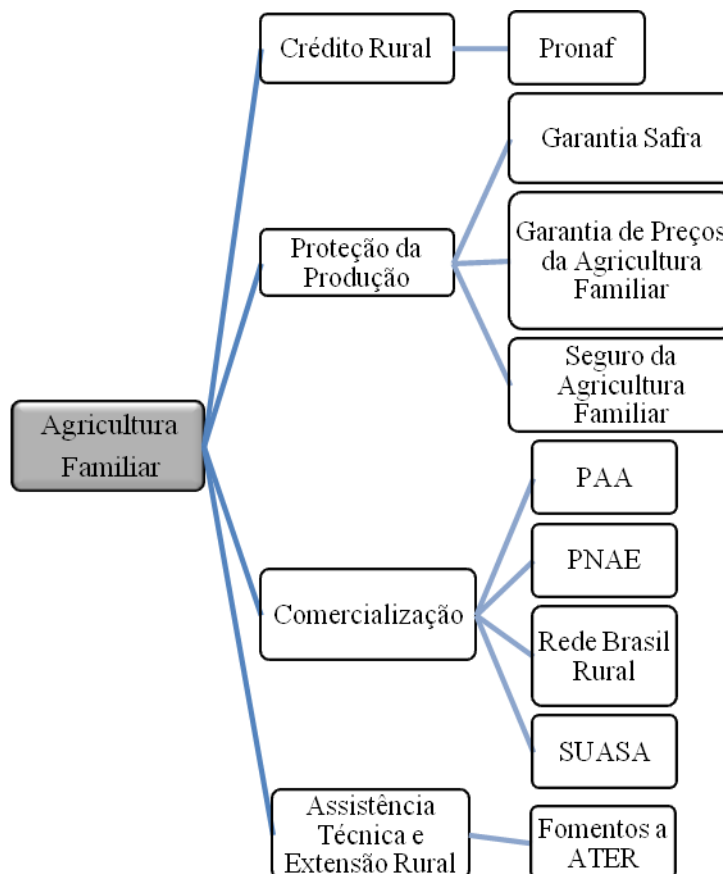 Crédito Rural
Pronaf
Garantia Safra
Proteção da
Produção
Garantia de Preços
da Agricultura
Familiar
Seguro da
Agricultura
Familiar
Agricultura
Familiar
Comercialização
PAA
PNAE
Rede Brasil
Rural
SUASA
Assistência
Técnica e
Extensão Rural
Fomentos a
ATER